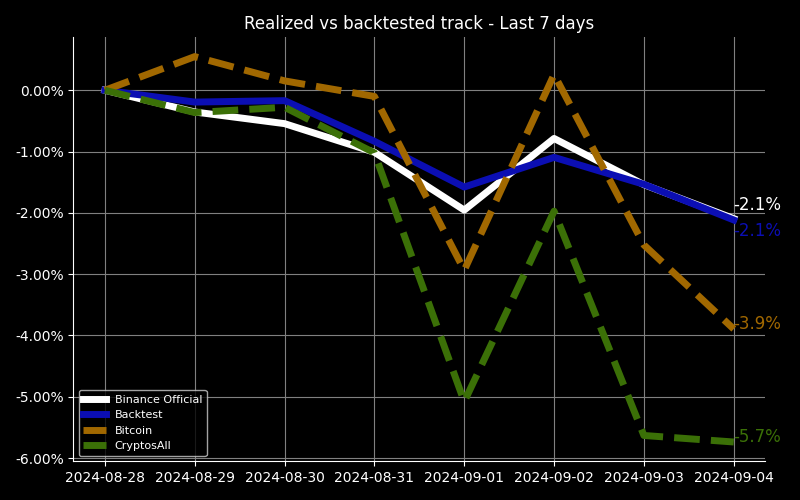 Realized vs backtested track - Last 7 days
0.00%
-1.00%
-2.00%
-3.00%
-4.00%
-5.00%
-6.00%
-2.1%
-2.1%
-3.9%
-5.7%
Binance Official
Backtest
Bitcoin
CryptosAll
2024-08-28 2024-08-29 2024-08-30 2024-08-31 2024-09-01 2024-09-02 2024-09-03 2024-09-04